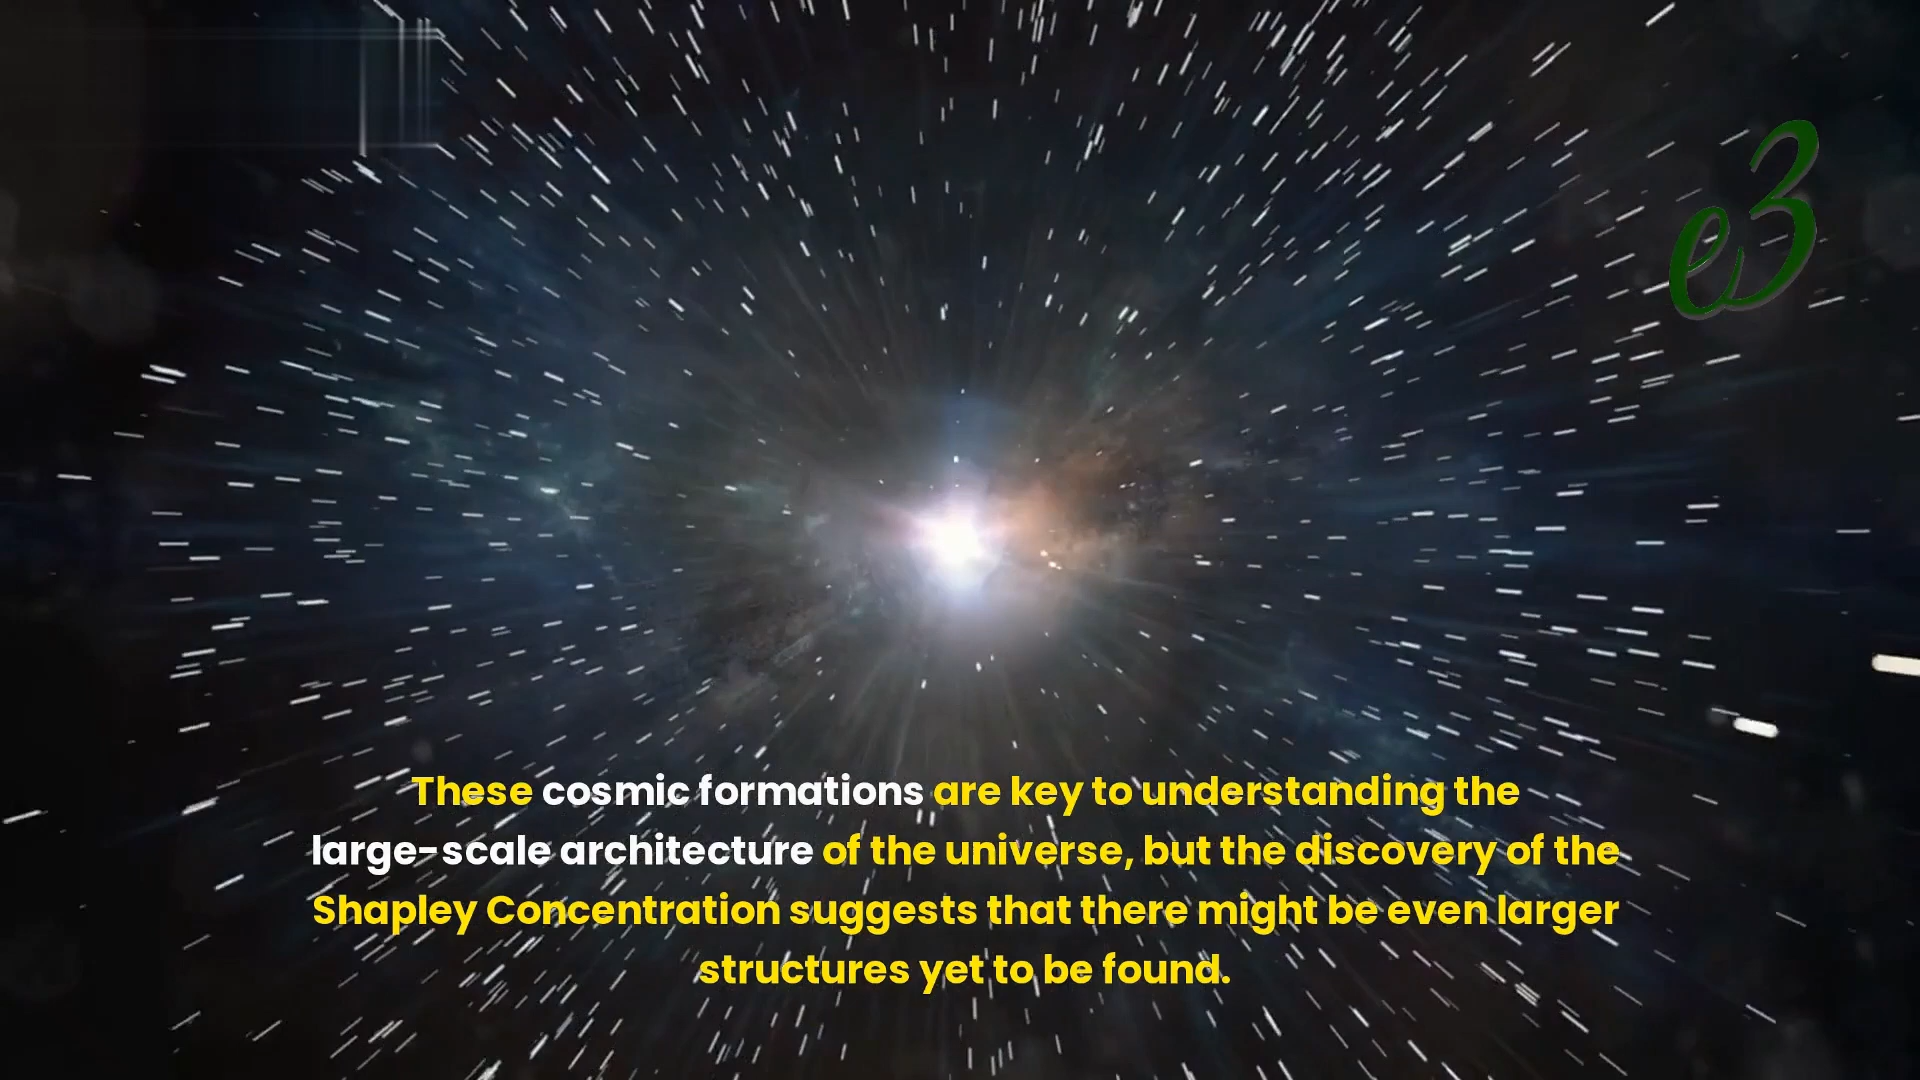 e3
These cosmic formations are key to understanding the
large-scale architecture of the universe, but the discovery of the
Shapley Concentration suggests that there might be even larger
structures yet to be found.